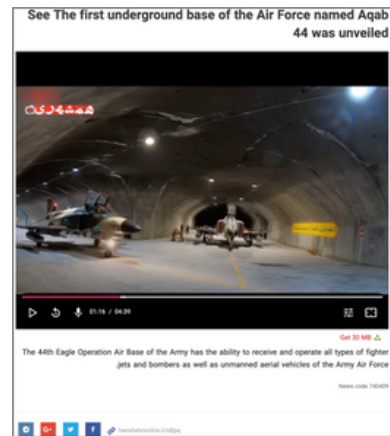 See The first underground base of the Air Force named Aqab
44 was unveiled
همشهری
01:16 / 04:39
Get 30 MB
The 44th Eagle Operation Air Base of the Army has the ability to receive and operate all types of fighter
.jets and bombers as well as unmanned aerial vehicles of the Army Air Force
News code 740409